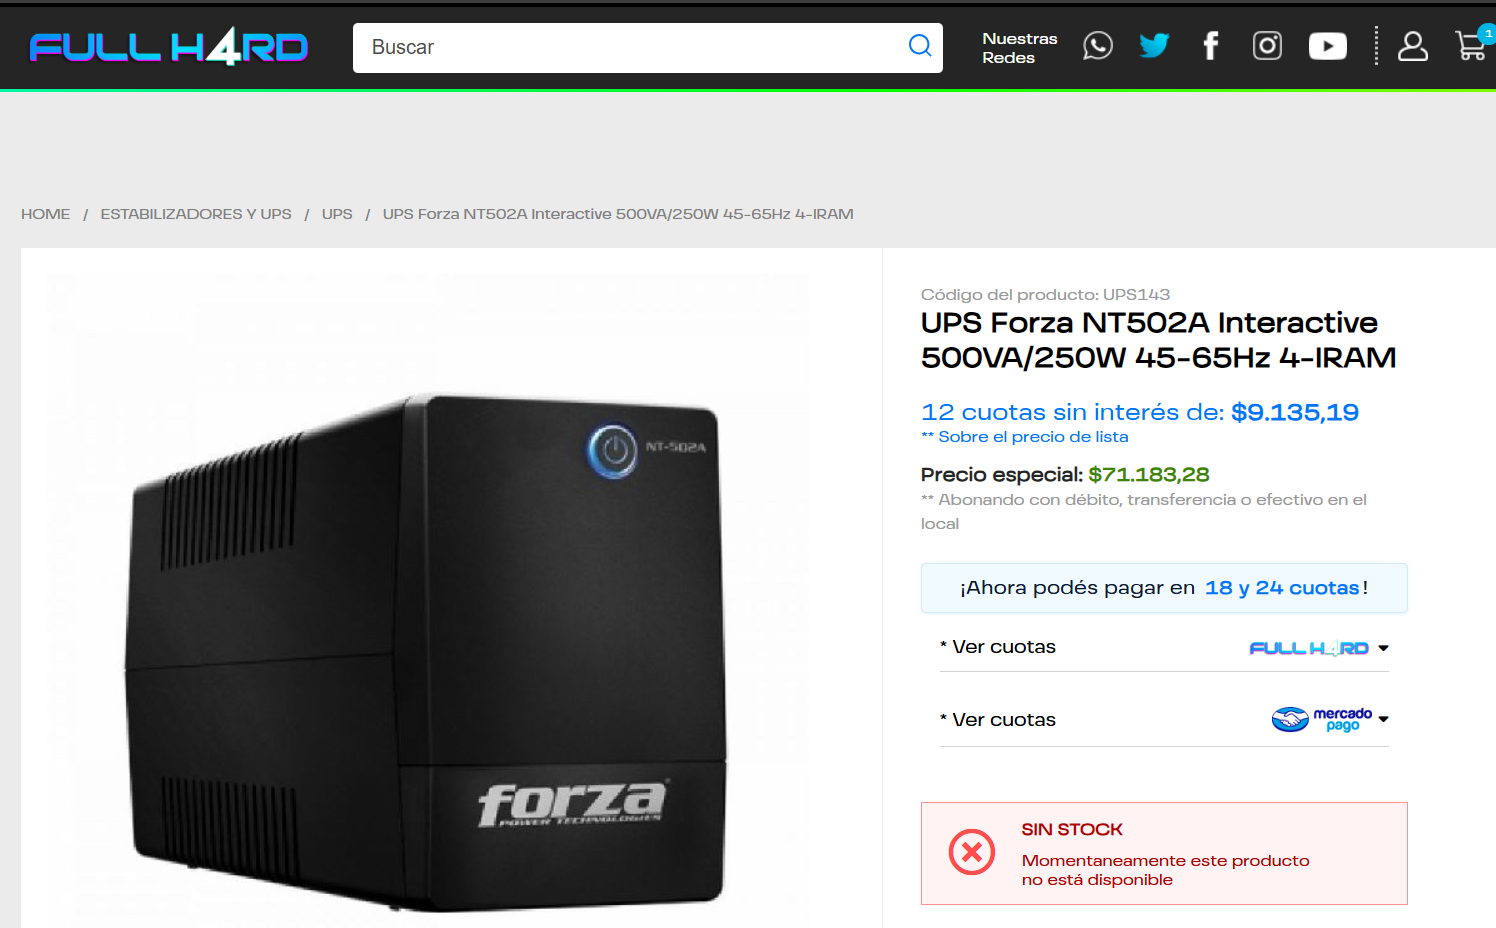 FULL H4RD
Buscar
Nuestras
Redes
1
HOME / ESTABILIZADORES Y UPS / UPS / UPS Forza NT502A Interactive 500VA/250W 45-65Hz 4-IRAM
NT-502A
forza
POWER TECHNOLOGIES
Código del producto: UPS143
UPS Forza NT502A Interactive
500VA/250W 45-65Hz 4-IRAM
12 cuotas sin interés de: $9.135,19
** Sobre el precio de lista
Precio especial: $71.183,28
** Abonando con débito, transferencia o efectivo en el
local
¡Ahora podés pagar en 18 y 24 cuotas!
* Ver cuotas
FULL H4RD
* Ver cuotas
mercado
pago
SIN STOCK
Momentaneamente este producto
no está disponible